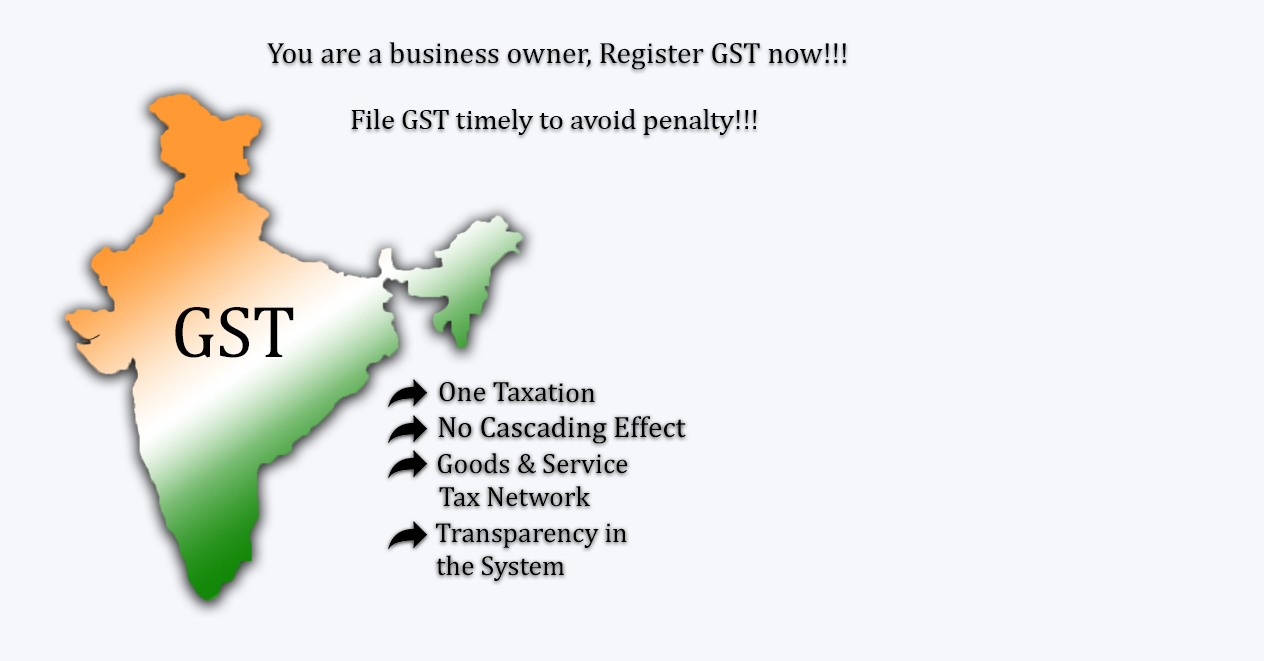 You are a business owner, Register GST now!!!
File GST timely to avoid penalty!!!
GST
One Taxation
No Cascading Effect
Goods & Service
Tax Network
Transparency in
the System